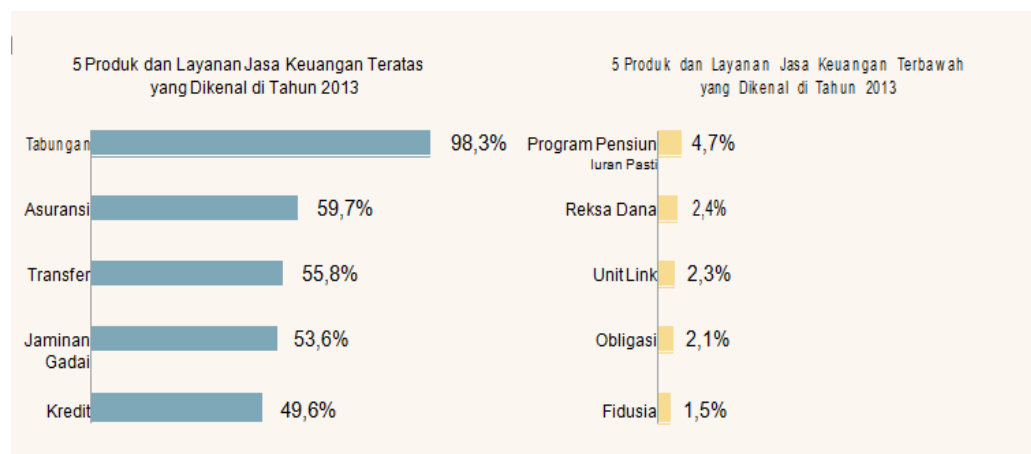 5 Produk dan Layanan Jasa Keuangan Teratas
yang Dikenal di Tahun 2013
Tabungan 98,3%
Asuransi 59,7%
Transfer 55,8%
Jaminan 53,6%
Gadai
Kredit 49,6%
5 Produk dan Layanan Jasa Keuangan Terbawah
yang Dikenal di Tahun 2013
Program Pensiun 4,7%
Iuran Pasti
Reksa Dana 2,4%
Unit Link 2,3%
Obligasi 2,1%
Fidusia 1,5%